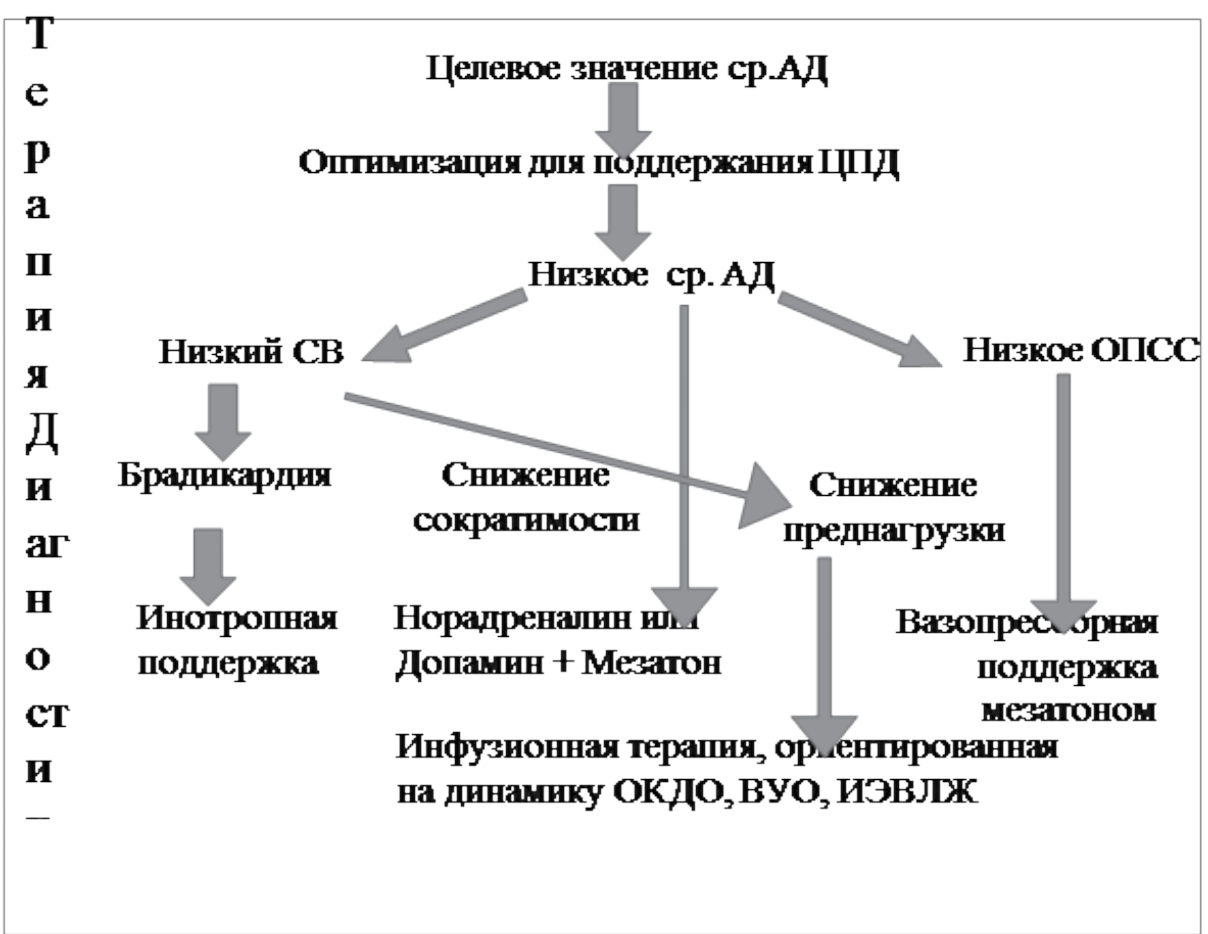 Т
е
р
а
п
и
я
Д
и
аг
н
о
ст
и
Целевое значение ср.АД
Оптимизация для поддержания ЦПД
Низкое ср. АД
Низкий СВ
Низкое ОПСС
Брадикардия
Снижение
сократимости
Снижение
преднагрузки
Инотропная
поддержка
Норадреналин или
Допамин + Мезатон
Вазопрессорная
поддержка
мезатоном
Инфузионная терапия, ориентированная
на динамику ОКДО, ВУО, ИЭВЛЖ